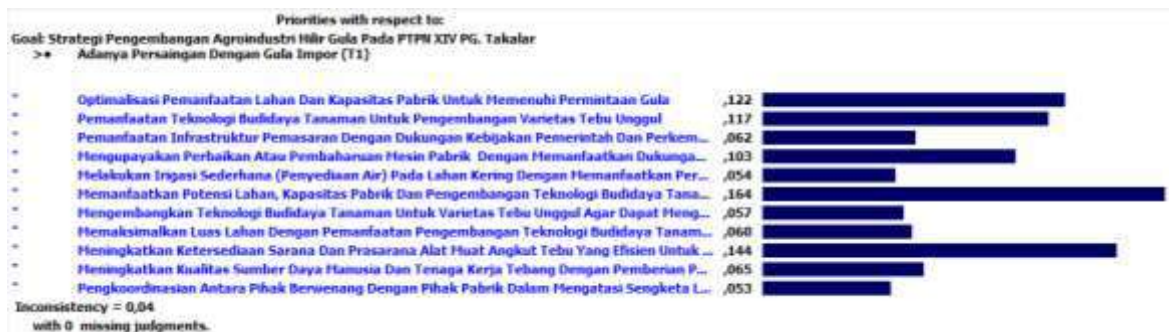 Priorities with respect to:
Goal: Strategi Pengembangan Agroindustri Hilir Gula Pada PTPN XIV PG. Takalar
>• Adanya Persaingan Dengan Gula Impor (T1)
Optimalisasi Pemanfaatan Lahan Dan Kapasitas Pabrik Untuk Memenuhi Permintaan Gula ,122
Pemanfaatan Teknologi Budidaya Tanaman Untuk Pengembangan Varietas Tebu Unggul ,117
Pemanfaatan Infrastruktur Pemasaran Dengan Dukungan Kebijakan Pemerintah Dan Perkem... ,062
Mengupayakan Perbaikan Atau Pembaharuan Mesin Pabrik Dengan Memanfaatkan Dukunga... ,103
Melakukan Irigasi Sederhana (Penyediaan Air) Pada Lahan Kering Dengan Memanfaatkan Per... ,054
Memanfaatkan Potensi Lahan, Kapasitas Pabrik Dan Pengembangan Teknologi Budidaya Tana... ,164
Mengembangkan Teknologi Budidaya Tanaman Untuk Varietas Tebu Unggul Agar Dapat Meng... ,057
Memaksimalkan Luas Lahan Dengan Pemanfaatan Pengembangan Teknologi Budidaya Tanam... ,060
Meningkatkan Ketersediaan Sarana Dan Prasarana Alat Muat Angkut Tebu Yang Efisien Untuk ... ,144
Meningkatkan Kualitas Sumber Daya Manusia Dan Tenaga Kerja Tebang Dengan Pemberian P... ,065
Pengkoordinasian Antara Pihak Berwenang Dengan Pihak Pabrik Dalam Mengatasi Sengketa L... ,053
Inconsistency = 0,04
with 0 missing judgments.